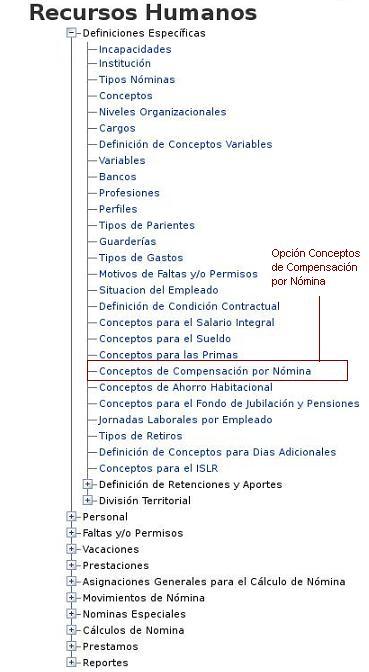 Recursos Humanos
Definiciones Específicas
Incapacidades
Institución
Tipos Nóminas
Conceptos
Niveles Organizacionales
Cargos
Definición de Conceptos Variables
Variables
Bancos
Profesiones
Perfiles
Tipos de Parientes
Guarderías
Tipos de Gastos
Motivos de Faltas y/o Permisos
Situacion del Empleado
Definición de Condición Contractual
Conceptos para el Salario Integral
Conceptos para el Sueldo
Conceptos para las Primas
Conceptos de Compensación por Nómina
Conceptos de Ahorro Habitacional
Conceptos para el Fondo de Jubilación y Pensiones
Jornadas Laborales por Empleado
Tipos de Retiros
Definición de Conceptos para Dias Adicionales
Conceptos para el ISLR
Definición de Retenciones y Aportes
División Territorial
Personal
Faltas y/o Permisos
Vacaciones
Prestaciones
Asignaciones Generales para el Cálculo de Nómina
Movimientos de Nómina
Nominas Especiales
Cálculos de Nomina
Prestamos
Reportes
Opción Conceptos
de Compensación
por Nómina